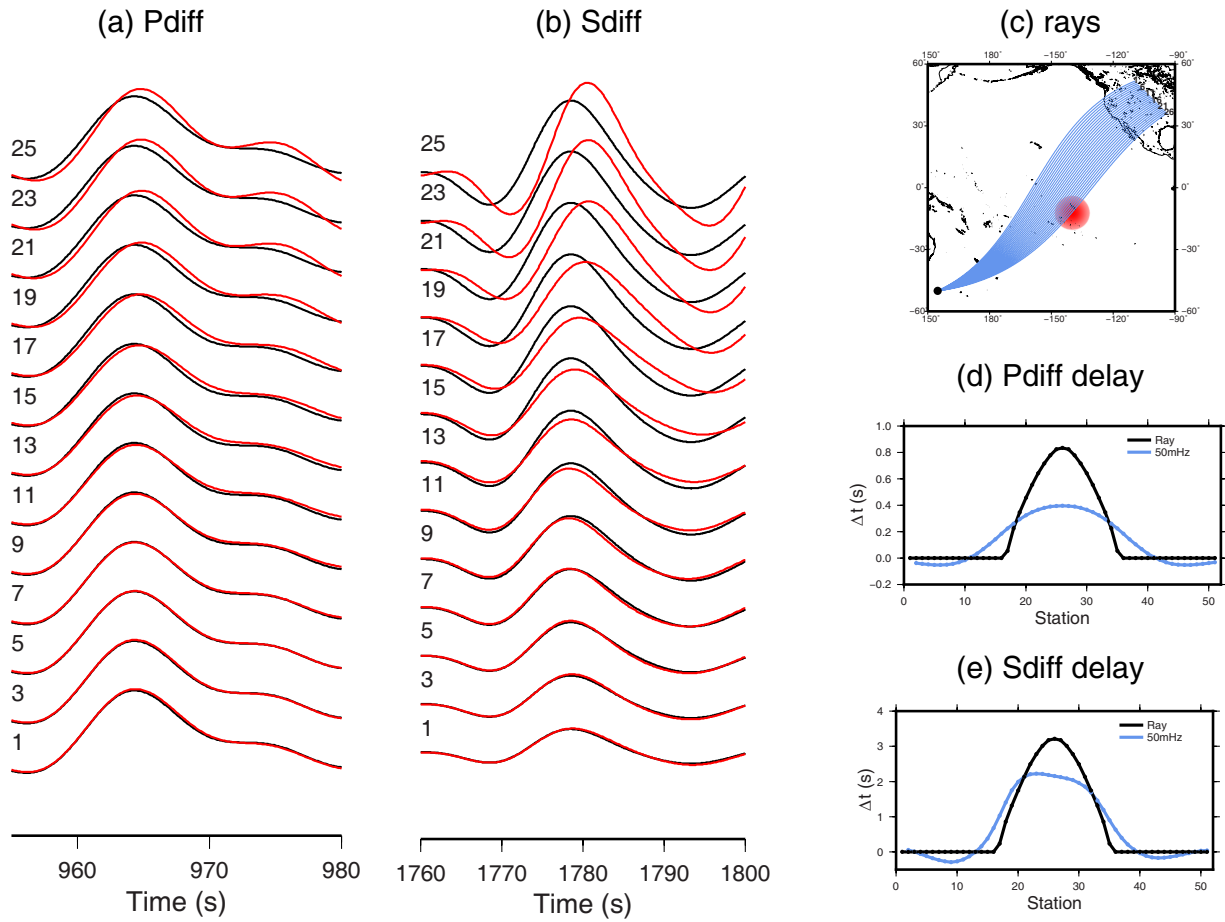 (a) Pdiff
25
23
21
19
17
15
13
11
9
7
5
3
1
960 970 980
Time (s)
(b) Sdiff
25
23
21
19
17
15
13
11
9
7
5
3
1
1760 1770 1780 1790 1800
Time (s)
(c) rays
150˚ 180˚ −150˚ −120˚ −90˚
60˚ 60˚
30˚ 30˚
0˚ 0˚
−30˚ −30˚
−60˚ −60˚
150˚ 180˚ −150˚ −120˚ −90˚
1
26
(d) Pdiff delay
1.0
0.8
0.6
0.4
0.2
0.0
−0.2
Δt (s)
Ray
50mHz
0 10 20 30 40 50
Station
(e) Sdiff delay
4
3
2
1
0
Δt (s)
Ray
50mHz
0 10 20 30 40 50
Station